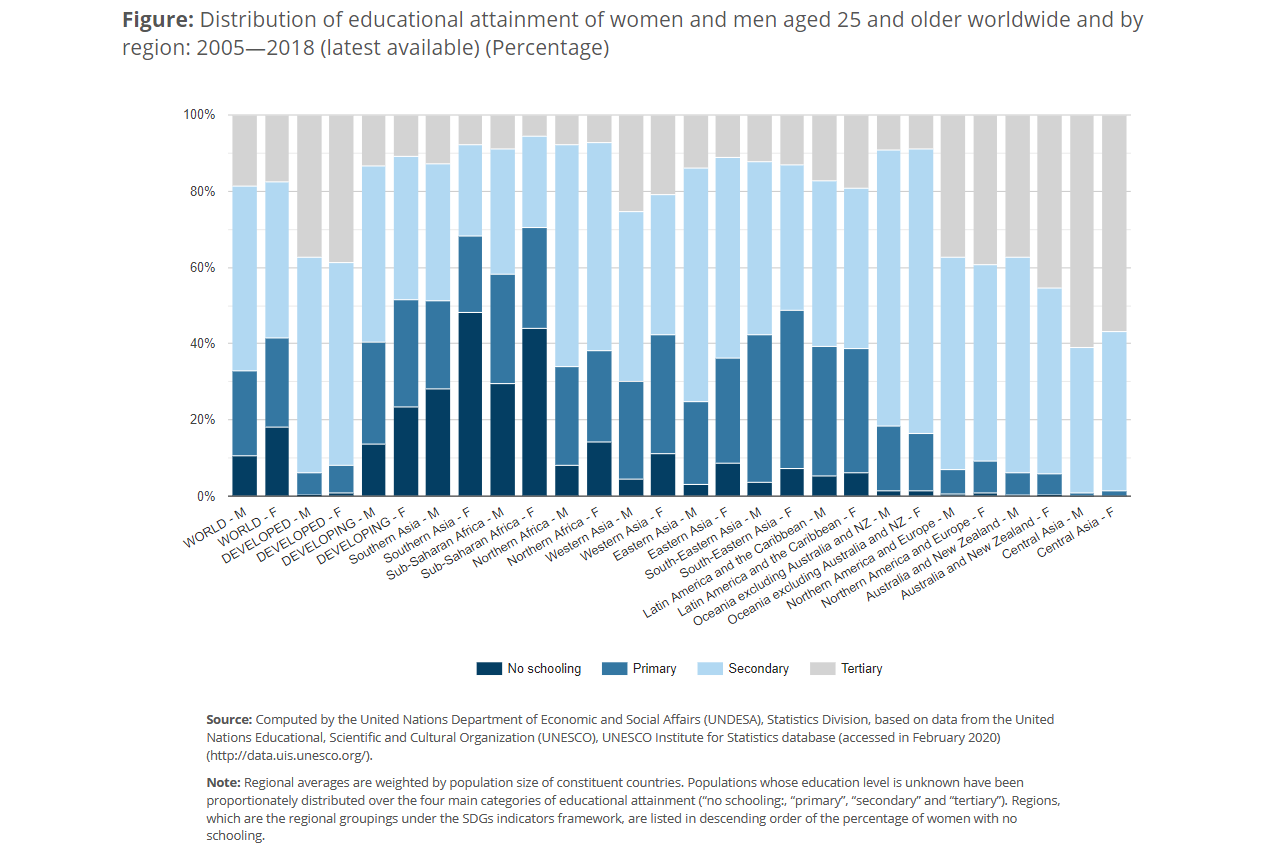 Figure: Distribution of educational attainment of women and men aged 25 and older worldwide and by
region: 2005—2018 (latest available) (Percentage)
100%
80%
60%
40%
20%
0%
WORLD - M
WORLD - F
DEVELOPED - M
DEVELOPED - F
DEVELOPING - M
DEVELOPING - F
Southern Asia - M
Southern Asia - F
Sub-Saharan Africa - M
Sub-Saharan Africa - F
Northern Africa - M
Northern Africa - F
Western Asia - M
Western Asia - F
Eastern Asia - M
Eastern Asia - F
South-Eastern Asia - M
South-Eastern Asia - F
Latin America and the Caribbean - M
Latin America and the Caribbean - F
Oceania excluding Australia and NZ - M
Oceania excluding Australia and NZ - F
Northern America and Europe - M
Northern America and Europe - F
Australia and New Zealand - M
Australia and New Zealand - F
Central Asia - M
Central Asia - F
No schooling
Primary
Secondary
Tertiary
Source: Computed by the United Nations Department of Economic and Social Affairs (UNDESA), Statistics Division, based on data from the United
Nations Educational, Scientific and Cultural Organization (UNESCO), UNESCO Institute for Statistics database (accessed in February 2020)
(http://data.uis.unesco.org/).
Note: Regional averages are weighted by population size of constituent countries. Populations whose education level is unknown have been
proportionately distributed over the four main categories of educational attainment (“no schooling;, “primary”, “secondary” and “tertiary”). Regions,
which are the regional groupings under the SDGs indicators framework, are listed in descending order of the percentage of women with no
schooling.